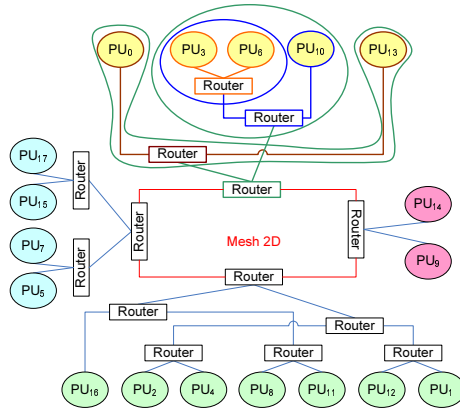 PU0 PU3 PU6 PU10 PU13
Router
Router
Router
PU17
Router
PU15
Router
PU14
Router
Router
Mesh 2D
PU7
Router
PU9
PU5
Router
Router
Router
Router Router Router
PU16 PU2 PU4 PU8 PU11 PU12 PU1